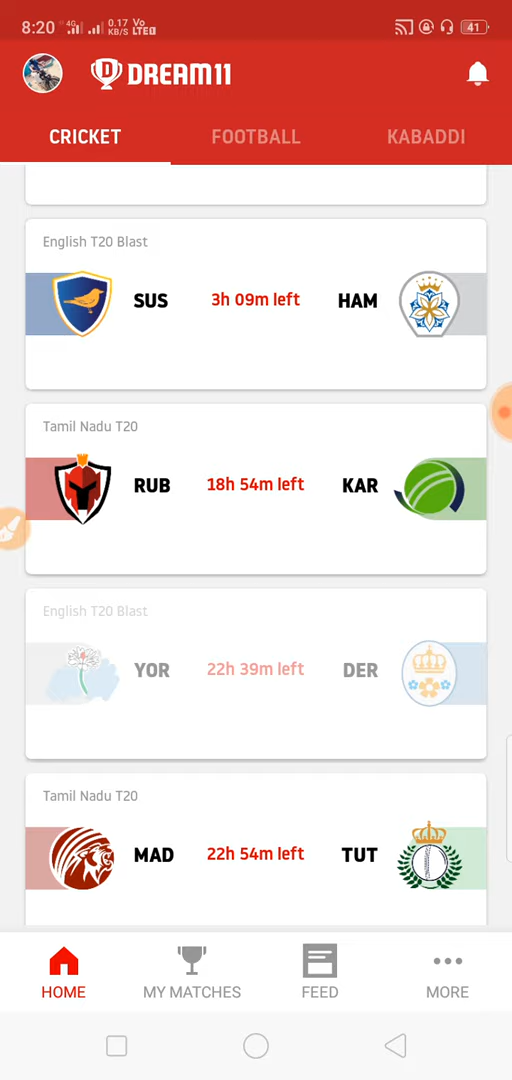 8:20 4G 0.17 KB/S Vo LTE 41
DREAM11
CRICKET FOOTBALL KABADDI
English T20 Blast
SUS 3h 09m left HAM
Tamil Nadu T20
RUB 18h 54m left KAR
English T20 Blast
YOR 22h 39m left DER
Tamil Nadu T20
MAD 22h 54m left TUT
HOME MY MATCHES FEED MORE